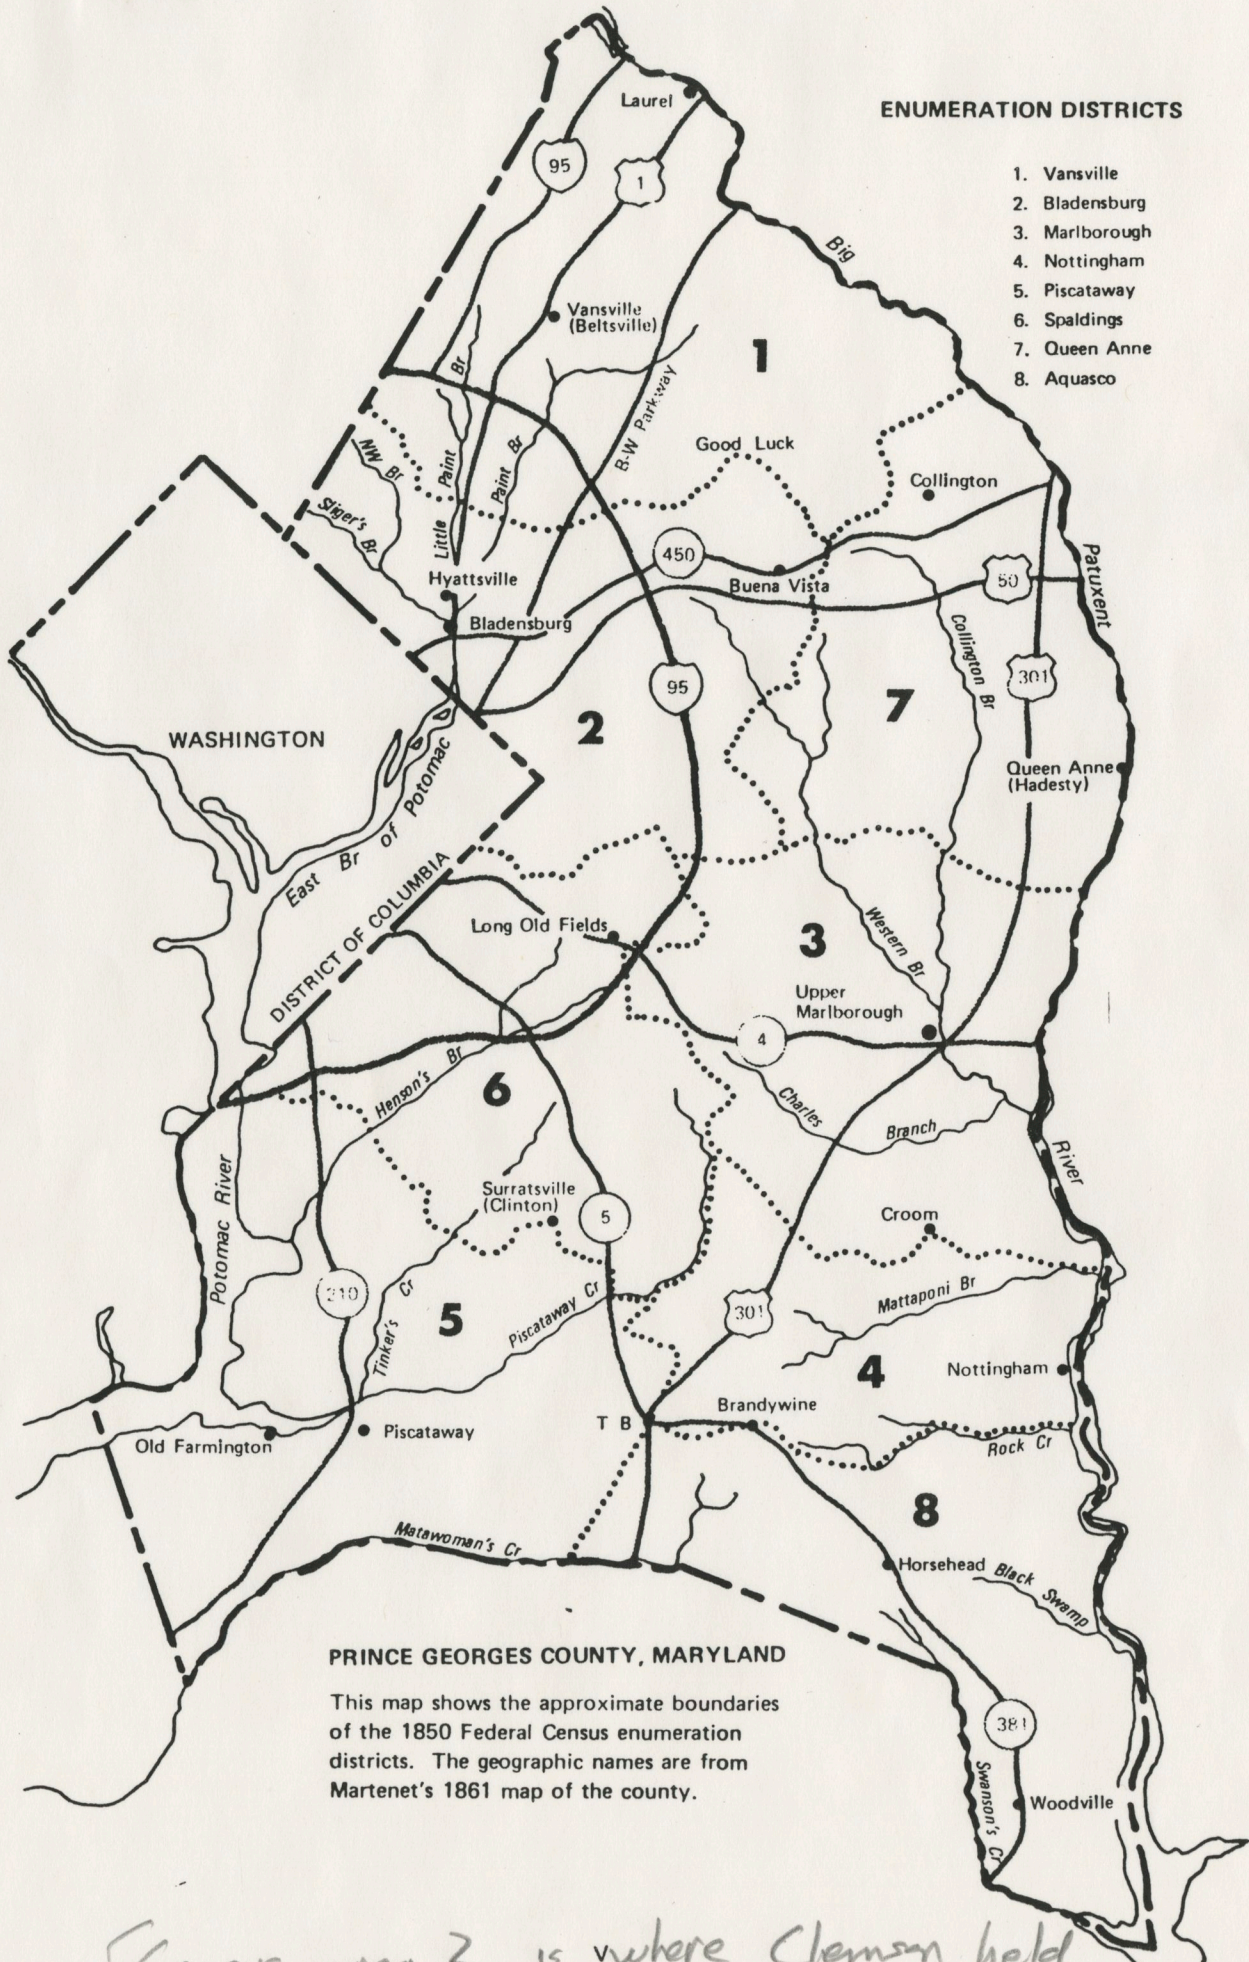 ENUMERATION DISTRICTS
1. Vansville
2. Bladensburg
3. Marlborough
4. Nottingham
5. Piscataway
6. Spaldings
7. Queen Anne
8. Aquasco
Laurel
95
1
Big
Vansville
(Beltsville)
1
Br
B-W Parkway
Good Luck
NW Br
Paint
Paint Br
Collington
Sliger's Br
Little
450
Hyattsville
Buena Vista
50
Patuxent
Bladensburg
Collington Br
95
301
2
7
WASHINGTON
Queen Anne
(Hadesty)
East Br of Potomac
DISTRICT OF COLUMBIA
Long Old Fields
3
Western Br
Upper
Marlborough
4
Henson's Br
6
Charles
Branch
River
Potomac River
Surratsville
(Clinton)
5
Croom
210
Cr
Mattaponi Br
5
Piscataway Cr
301
Tinker's
4
Nottingham
T B
Brandywine
Old Farmington
Piscataway
Rock Cr
8
Matawoman's Cr
Horsehead
Black Swamp
PRINCE GEORGES COUNTY, MARYLAND
This map shows the approximate boundaries
of the 1850 Federal Census enumeration
districts. The geographic names are from
Martenet's 1861 map of the county.
381
Swanson's Cr
Woodville
v
is where Clemson held